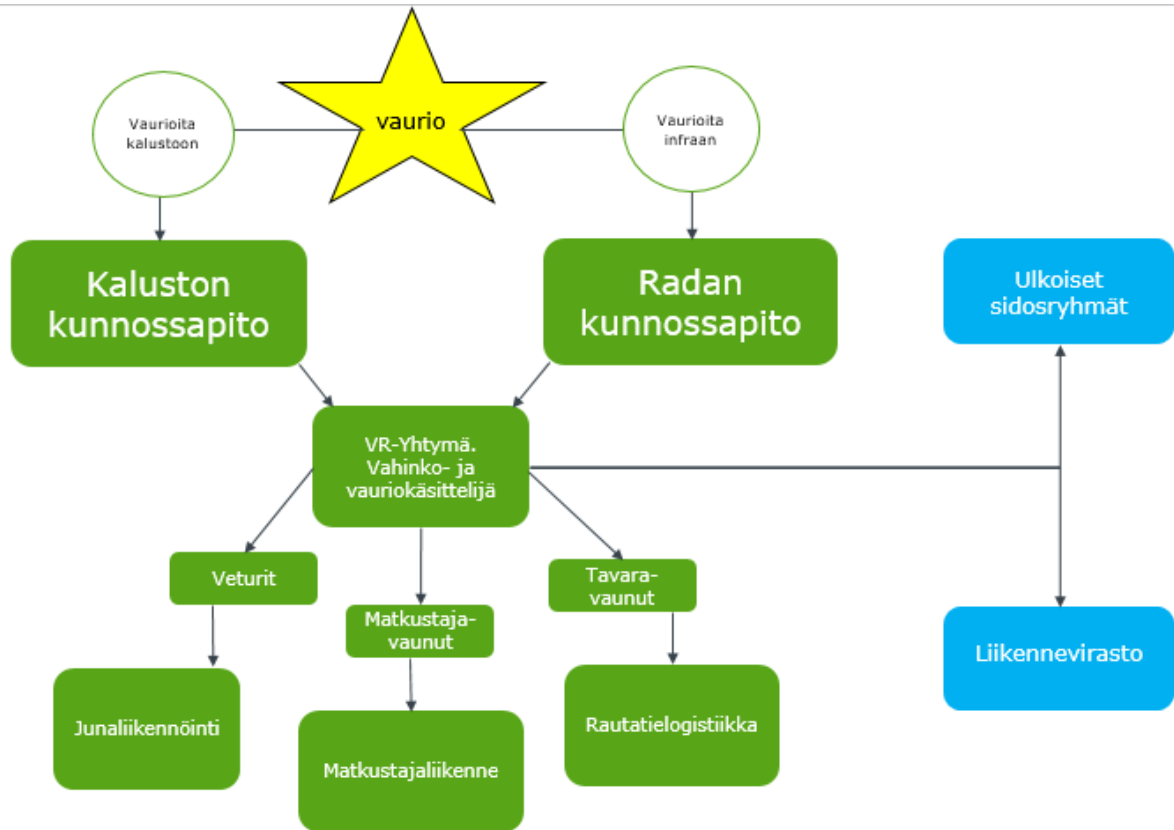 vaurio
Vaurioita
kalustoon
Vaurioita
infraan
Kaluston
kunnossapito
Radan
kunnossapito
Ulkoiset
sidosryhmät
VR-Yhtymä.
Vahinko- ja
vauriokäsittelijä
Veturit
Matkustaja-
vaunut
Tavara-
vaunut
Liikennevirasto
Junaliikennöinti
Matkustajaliikenne
Rautatielogistiikka